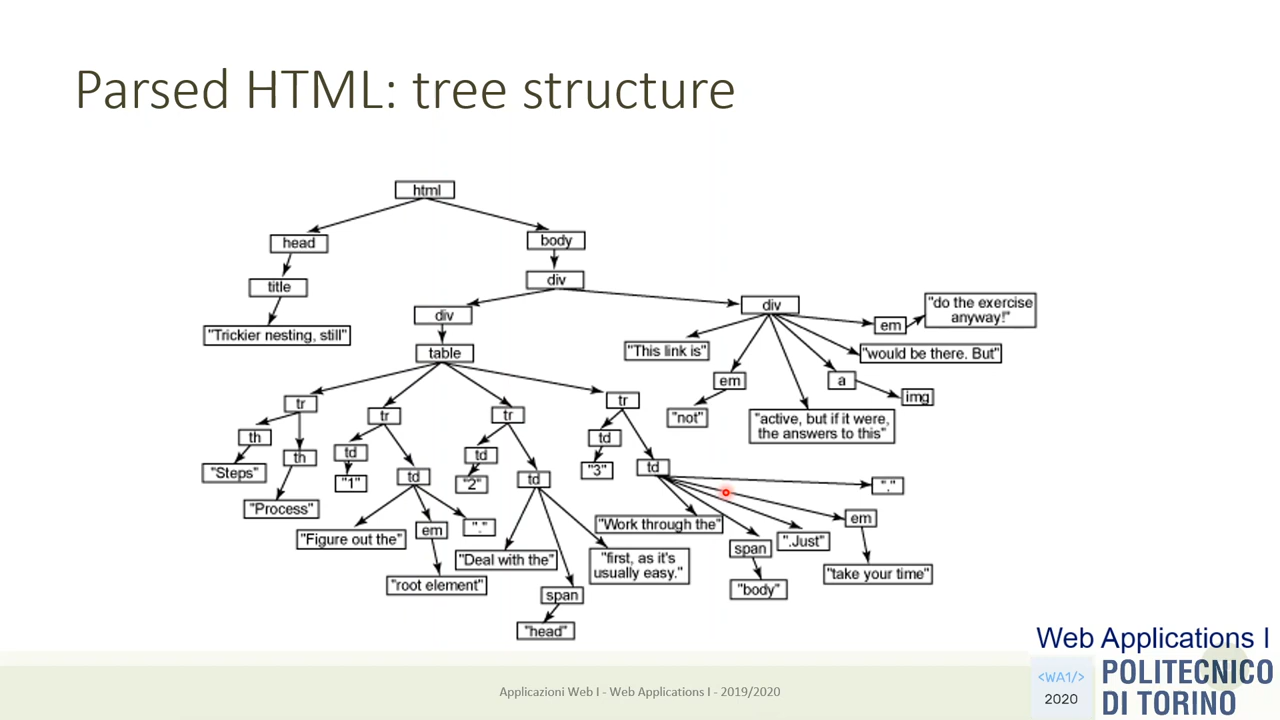 Parsed HTML: tree structure
html
head
body
title
div
"Trickier nesting, still"
div
div
em
"do the exercise
anyway!"
table
"This link is"
"would be there. But"
em
a
img
"not"
"active, but if it were,
the answers to this"
tr
tr
tr
tr
th
th
"Steps"
"Process"
td
"1"
td
"Figure out the"
em
"."
"root element"
td
"2"
td
"Deal with the"
span
"first, as it's
usually easy."
"head"
td
"3"
td
"Work through the"
span
"body"
".Just"
em
"take your time"
"."
Web Applications I
<WA1/>
2020
POLITECNICO
DI TORINO
Applicazioni Web I - Web Applications I - 2019/2020